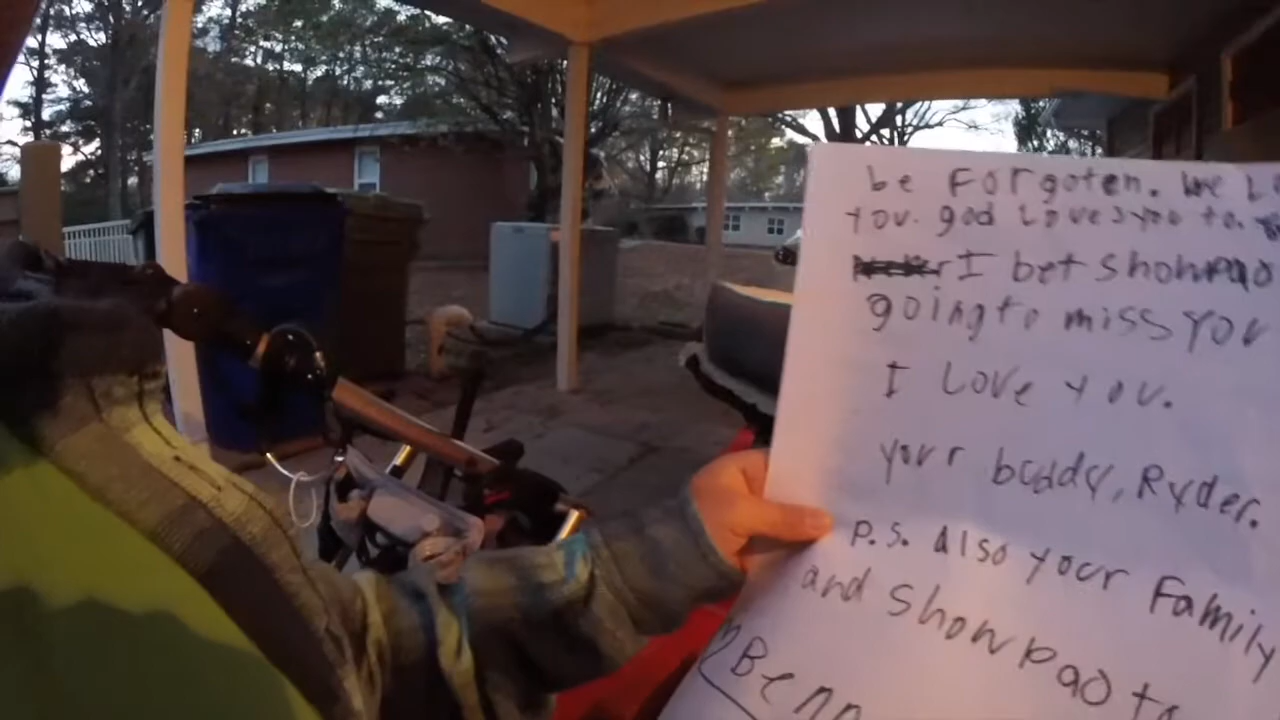 be Forgoten. We L
you. god Loves you to.
I bet showpao
going to miss you
I Love you.
your buddy, Ryder.
p.s. Also your Family
and showpao to
Benn